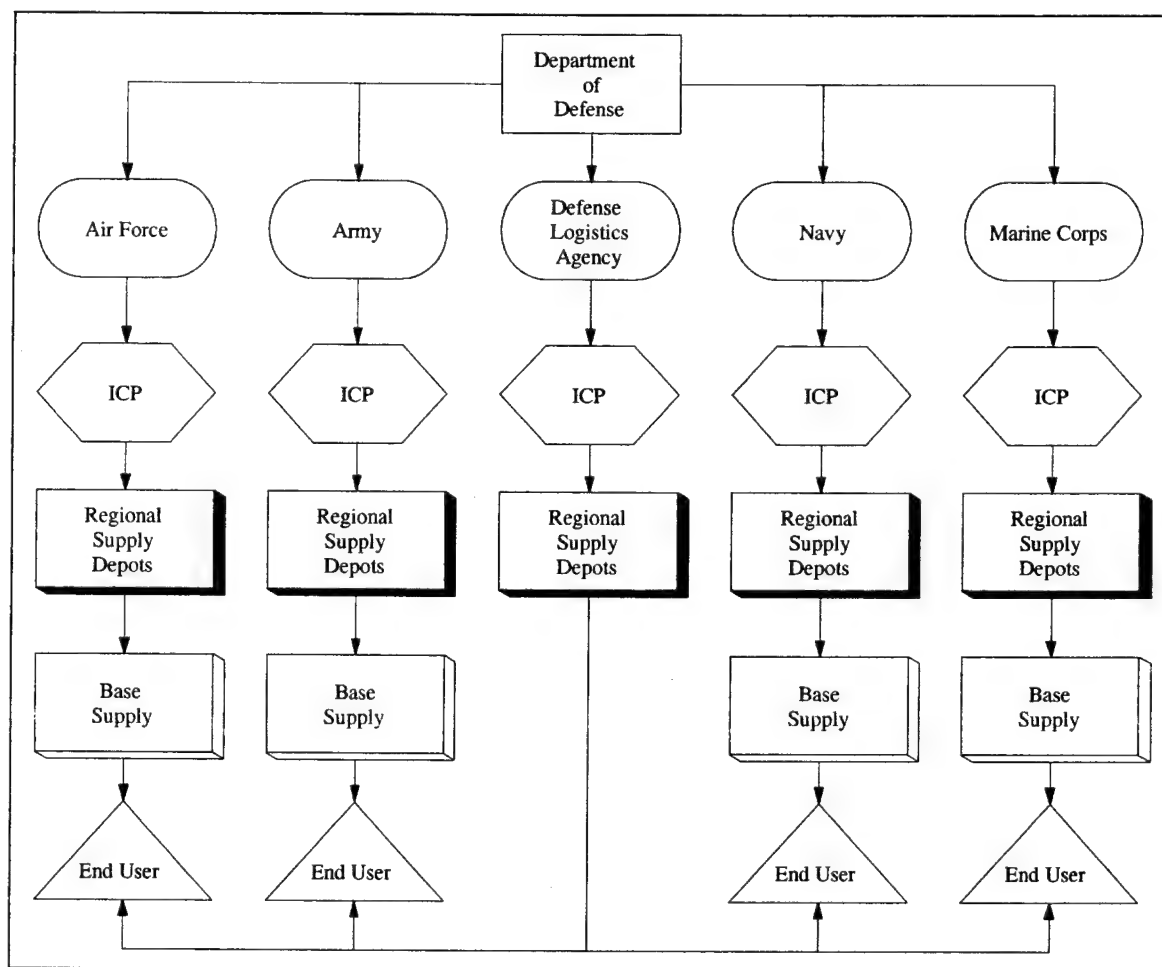 Department
of
Defense
Air Force
Army
Defense
Logistics
Agency
Navy
Marine Corps
ICP
ICP
ICP
ICP
ICP
Regional
Supply
Depots
Regional
Supply
Depots
Regional
Supply
Depots
Regional
Supply
Depots
Regional
Supply
Depots
Base
Supply
Base
Supply
Base
Supply
Base
Supply
End User
End User
End User
End User